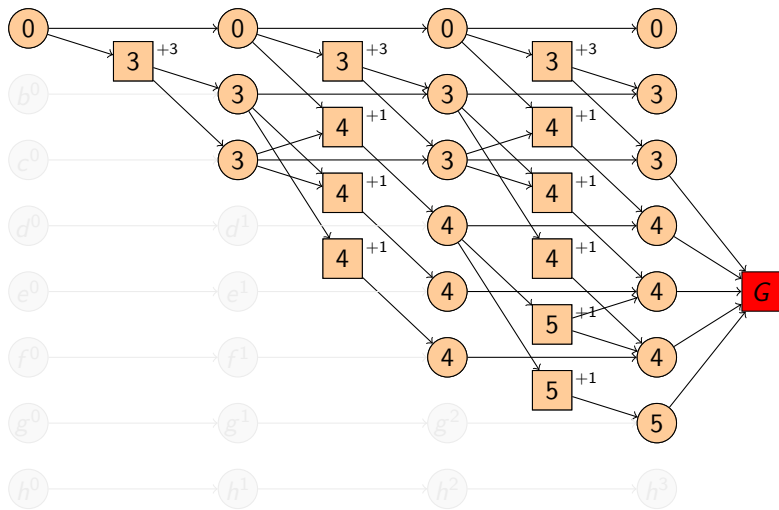 0 0 0 0
3 +3 3 +3 3 +3
b⁰ 3 3 3
4 +1 4 +1
c⁰ 3 3 3
4 +1 4 +1
d⁰ d¹ 4 4
4 +1 4 +1
e⁰ e¹ 4 4 G
5 +1
f⁰ f¹ 4 4
5 +1
g⁰ g¹ g² 5
h⁰ h¹ h² h³